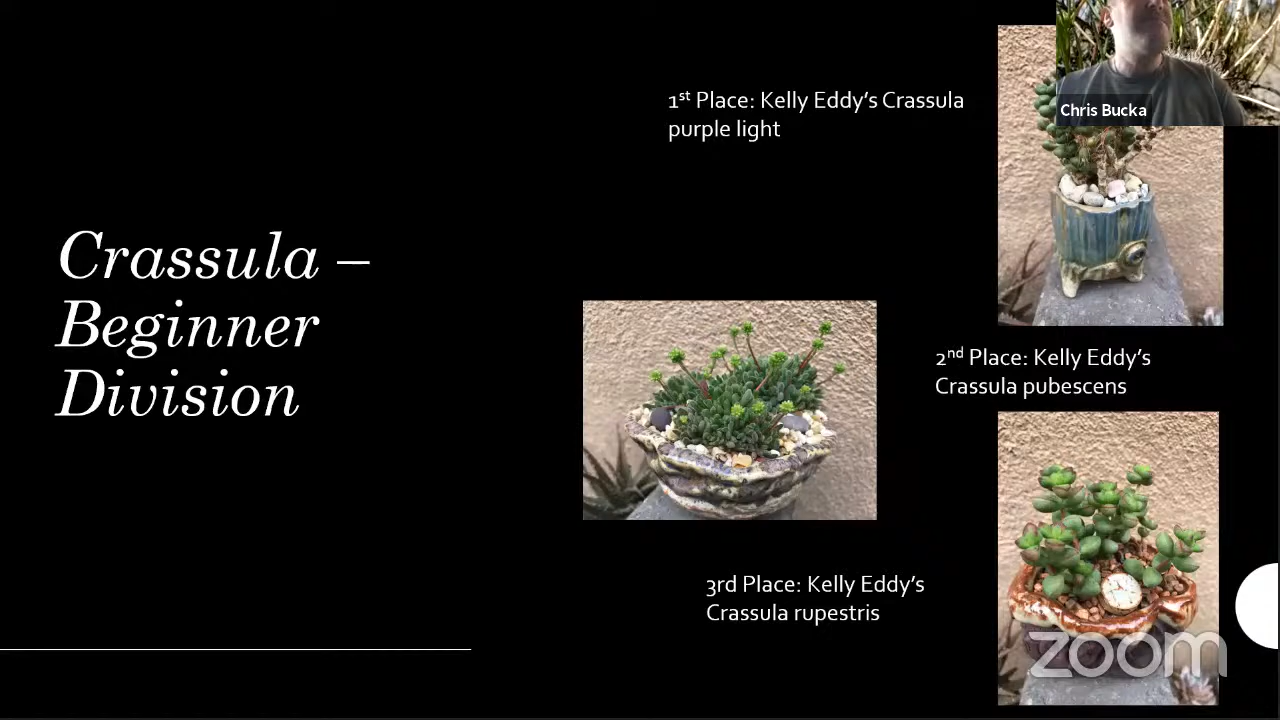 1st Place: Kelly Eddy's Crassula
purple light
Chris Bucka
Crassula –
Beginner
Division
2nd Place: Kelly Eddy's
Crassula pubescens
3rd Place: Kelly Eddy's
Crassula rupestris
zoom